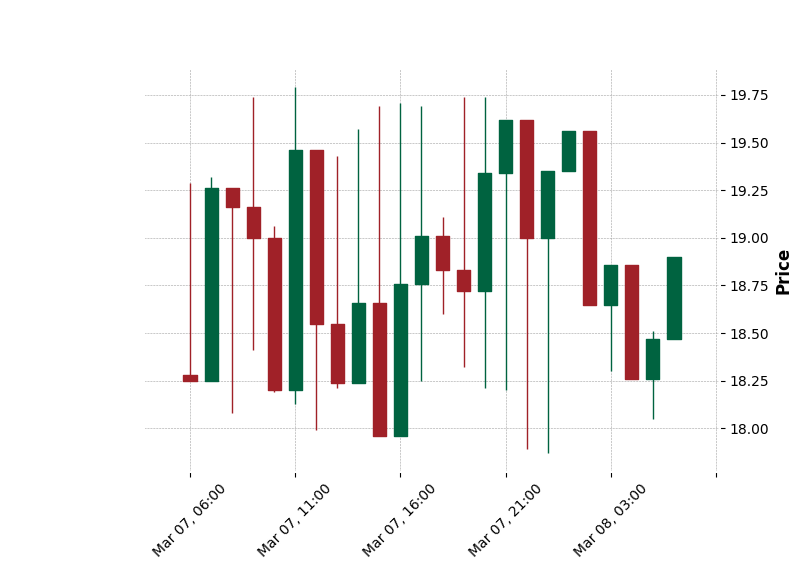 19.75
19.50
19.25
19.00
18.75
18.50
18.25
18.00
Price
Mar 07, 06:00
Mar 07, 11:00
Mar 07, 16:00
Mar 07, 21:00
Mar 08, 03:00